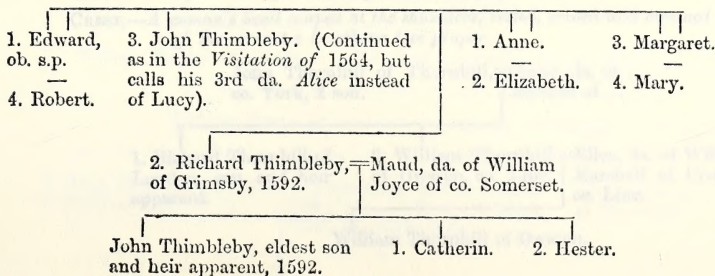 1. Edward,
ob. s.p.
—
4. Robert.
3. John Thimbleby. (Continued
as in the Visitation of 1564, but
calls his 3rd da. Alice instead
of Lucy).
1. Anne.
—
2. Elizabeth.
3. Margaret.
—
4. Mary.
2. Richard Thimbleby,
of Grimsby, 1592.
Maud, da. of William
Joyce of co. Somerset.
John Thimbleby, eldest son
and heir apparent, 1592.
1. Catherin.
2. Hester.